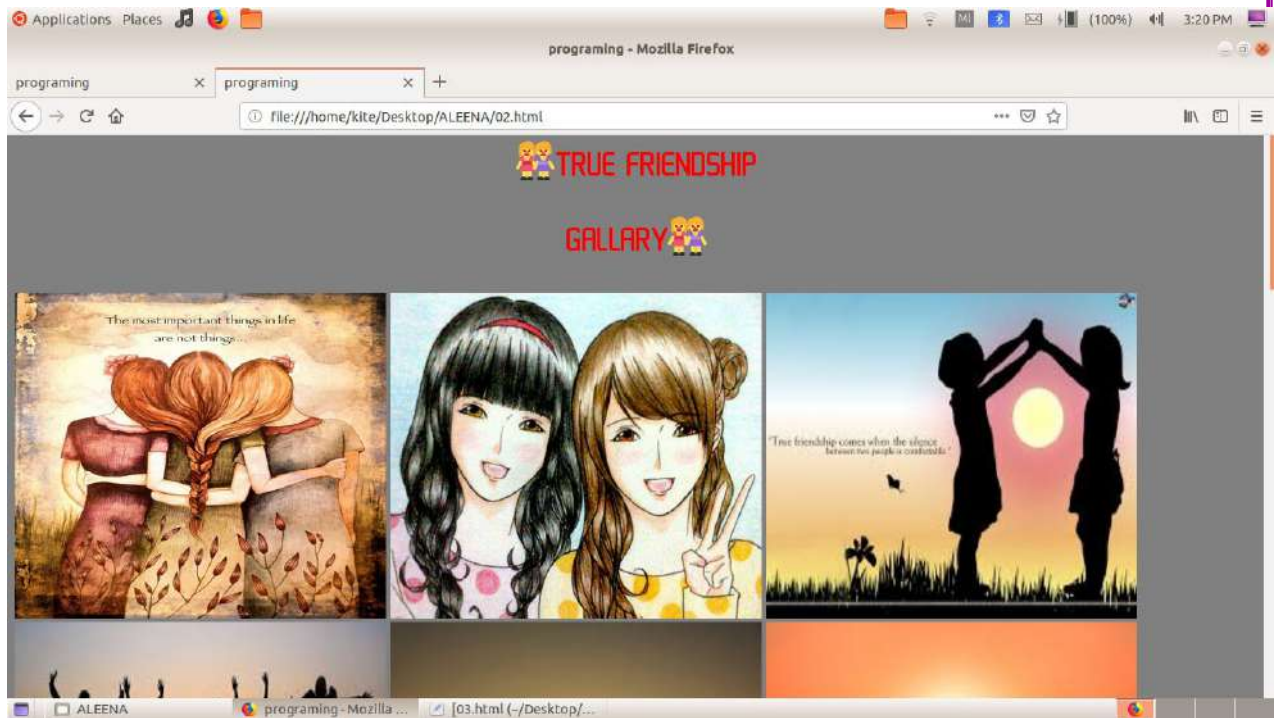 Applications Places
MI
(100%)
3:20 PM
programing - Mozilla Firefox
programing
programing
file:///home/kite/Desktop/ALEENA/02.html
TRUE FRIENDSHIP
GALLARY
The most important things in life
are not things...
"True friendship comes when the silence
between two people is comfortable."
ALEENA
programing - Mozilla ...
[03.html (~/Desktop/...